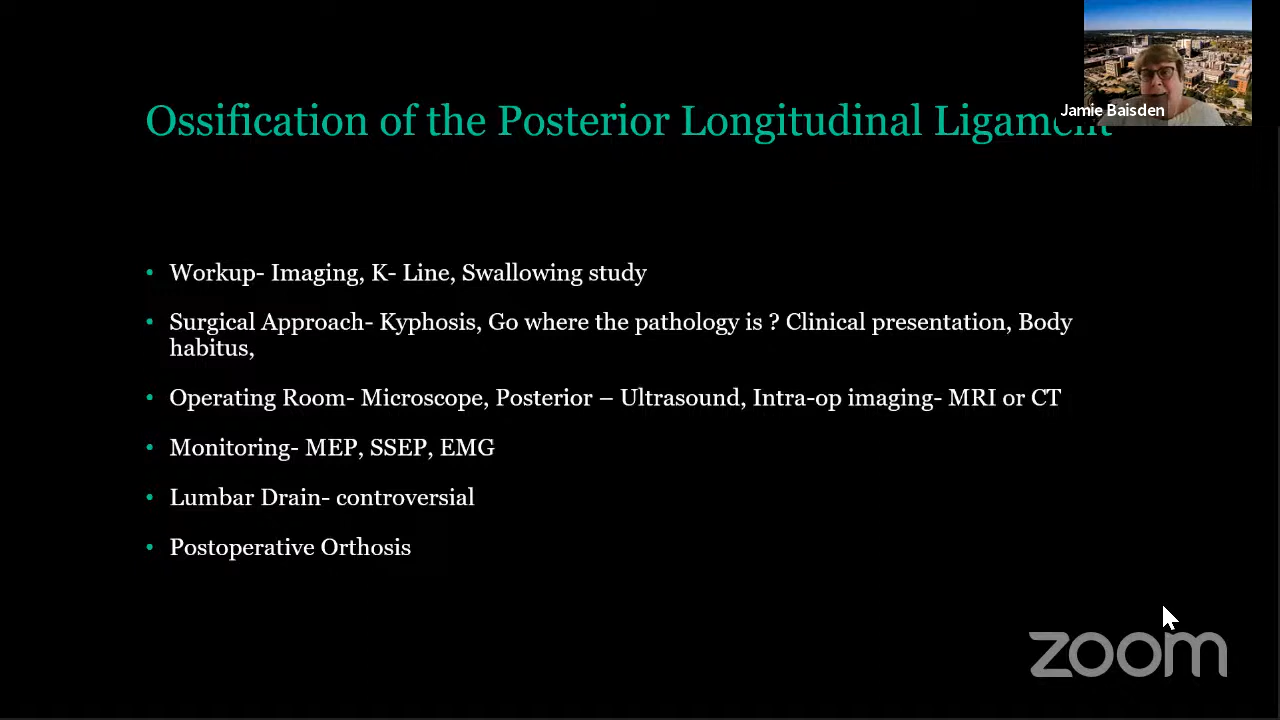 Jamie Baisden
Ossification of the Posterior Longitudinal Ligament
• Workup- Imaging, K- Line, Swallowing study
• Surgical Approach- Kyphosis, Go where the pathology is ? Clinical presentation, Body
habitus,
• Operating Room- Microscope, Posterior – Ultrasound, Intra-op imaging- MRI or CT
• Monitoring- MEP, SSEP, EMG
• Lumbar Drain- controversial
• Postoperative Orthosis
zoom